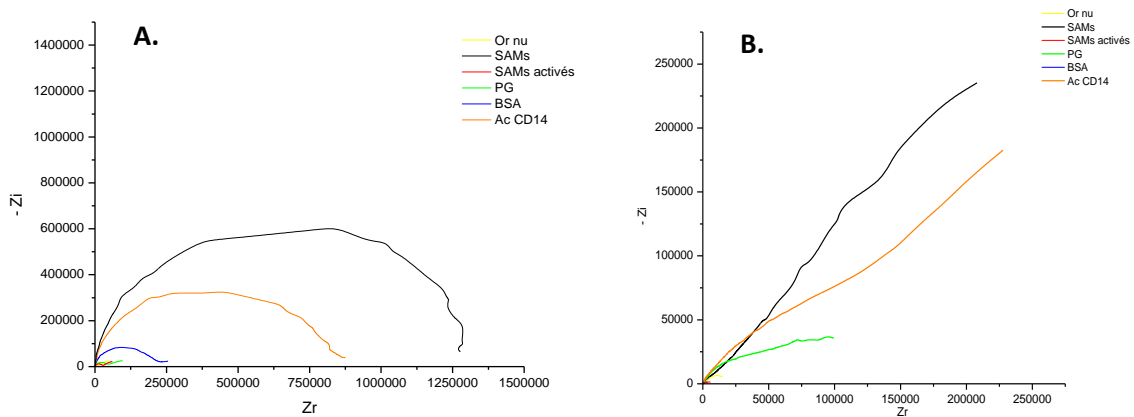 A.
1400000
1200000
1000000
800000
600000
400000
200000
0
- Zi
0
250000
500000
750000
1000000
1250000
1500000
Zr
Or nu
SAMs
SAMs activés
PG
BSA
Ac CD14
B.
250000
200000
150000
100000
50000
0
- Zi
0
50000
100000
150000
200000
250000
Zr
Or nu
SAMs
SAMs activés
PG
BSA
Ac CD14